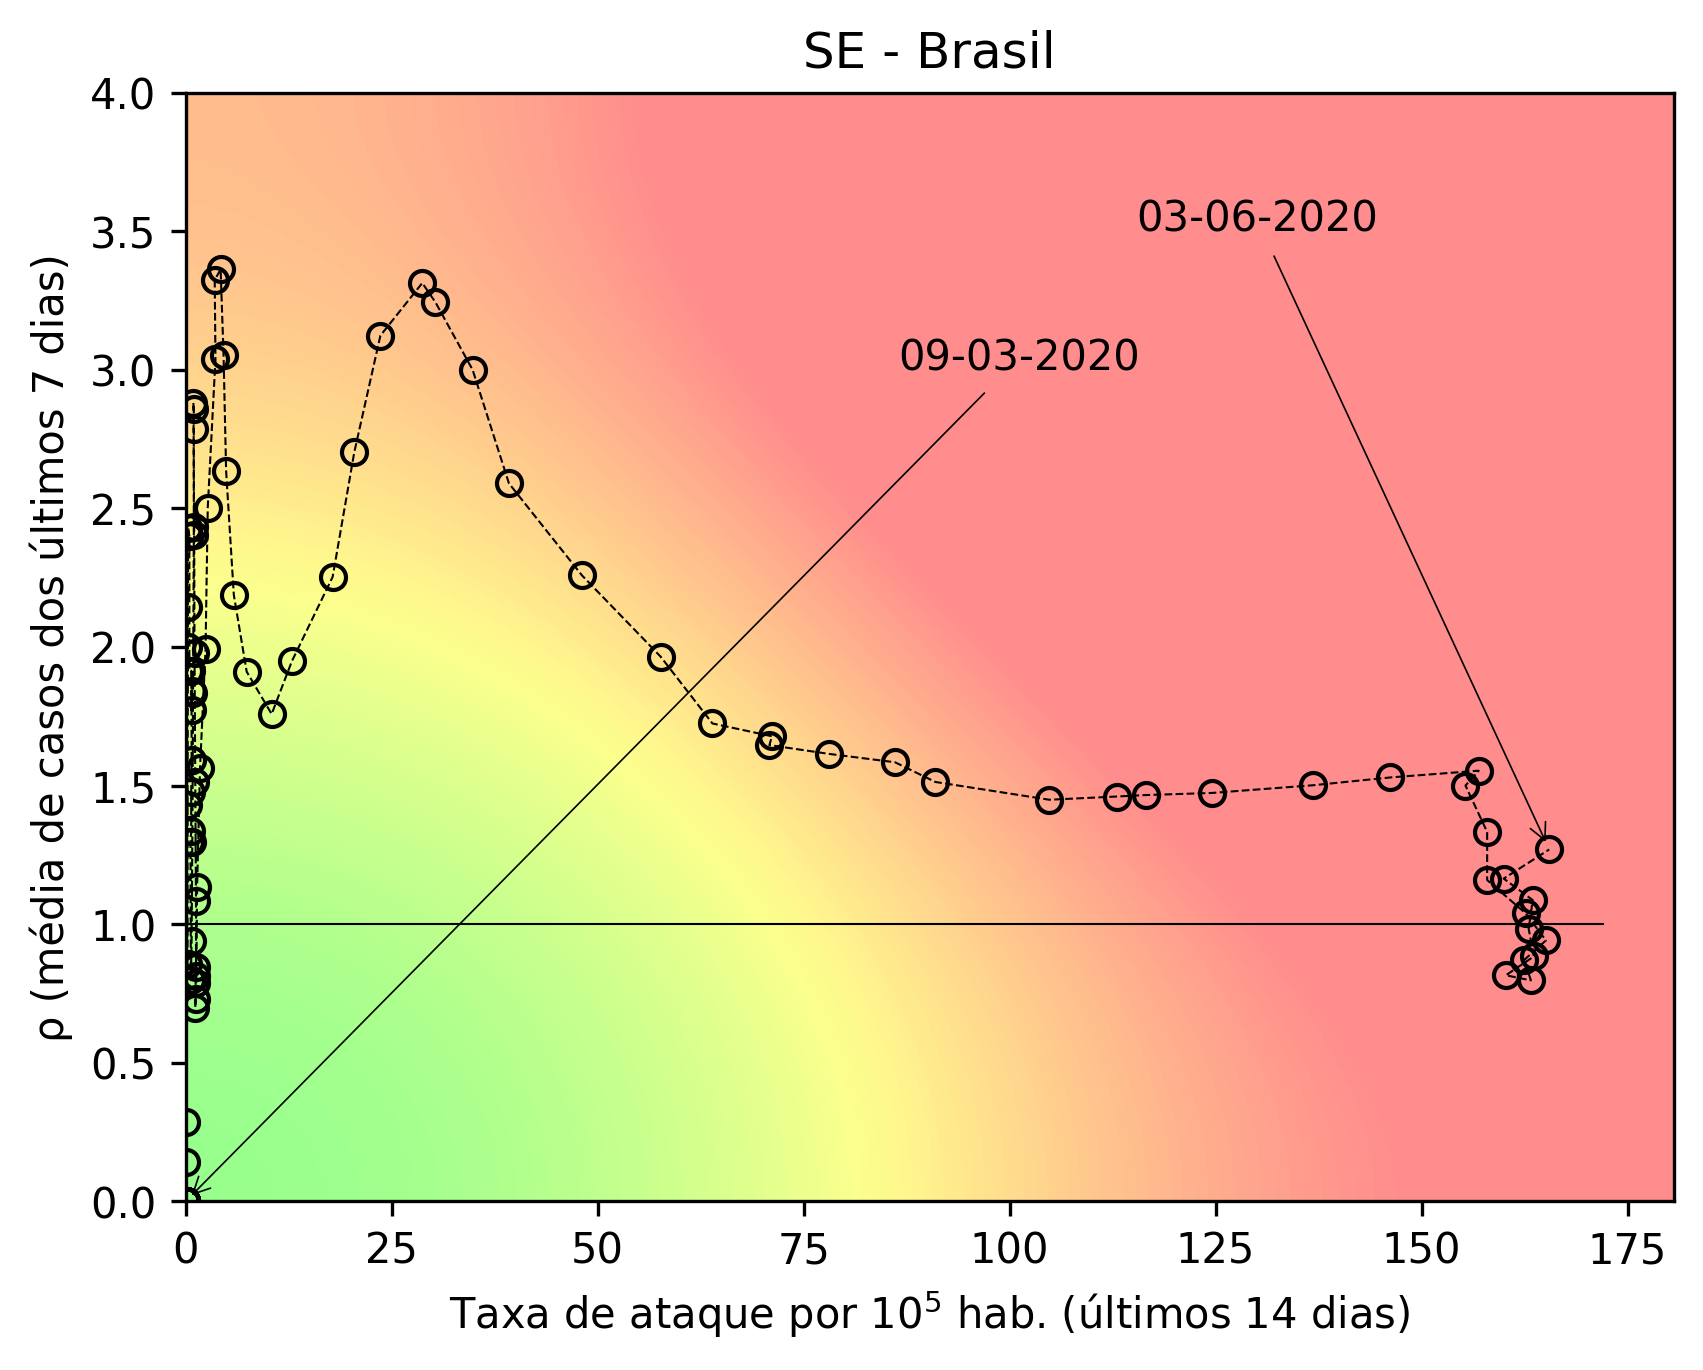 SE - Brasil
4.0
3.5
3.0
2.5
2.0
1.5
1.0
0.5
0.0
ρ (média de casos dos últimos 7 dias)
03-06-2020
09-03-2020
0 25 50 75 100 125 150 175
Taxa de ataque por 10⁵ hab. (últimos 14 dias)